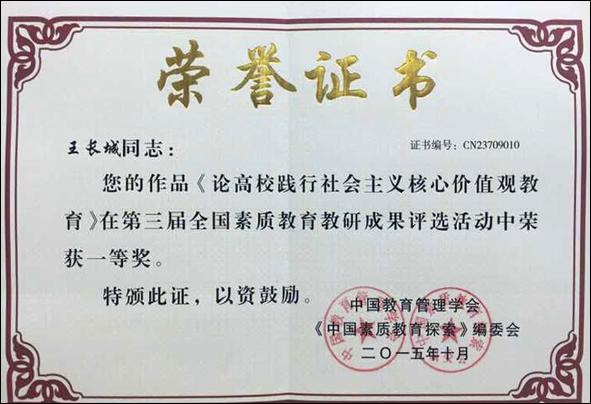 荣誉证书
王长城同志：
证书编号：CN23709010
您的作品《论高校践行社会主义核心价值观教
育》在第三届全国素质教育教研成果评选活动中荣
获一等奖。
特颁此证，以资鼓励。
中国教育管理学会
《中国素质教育探索》编委会
二〇一五年十月